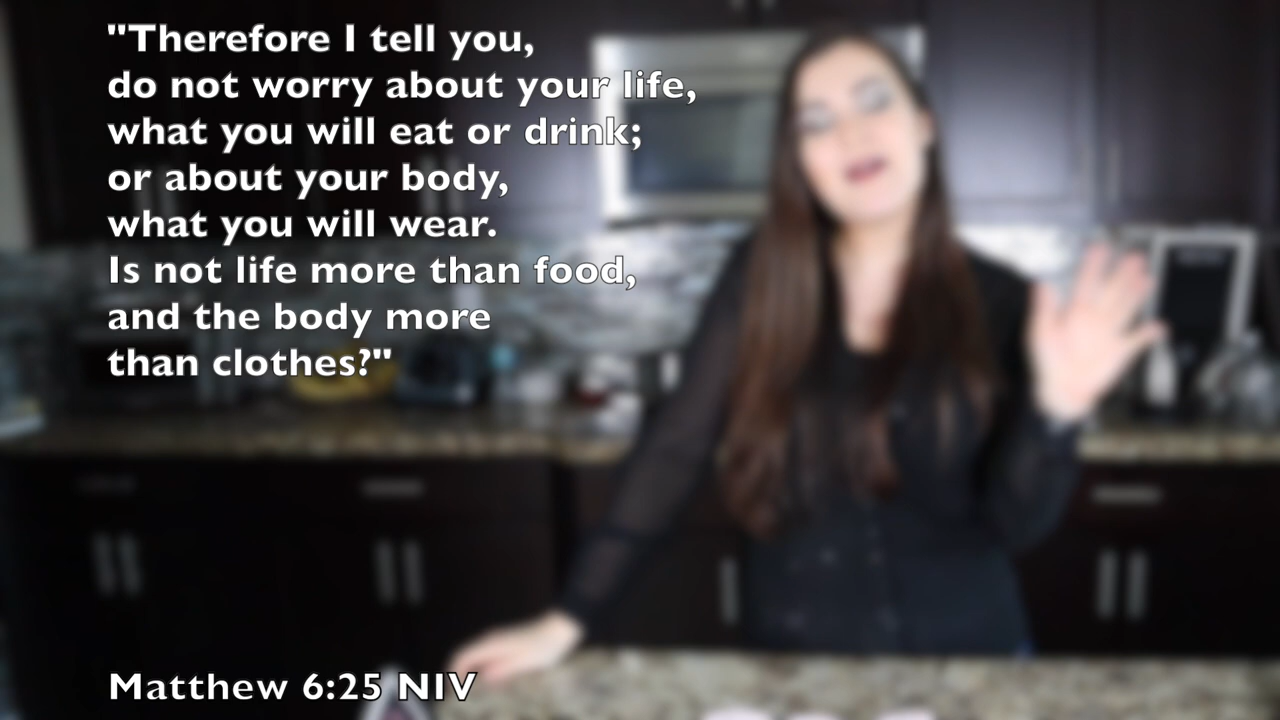 "Therefore I tell you,
do not worry about your life,
what you will eat or drink;
or about your body,
what you will wear.
Is not life more than food,
and the body more
than clothes?"
Matthew 6:25 NIV